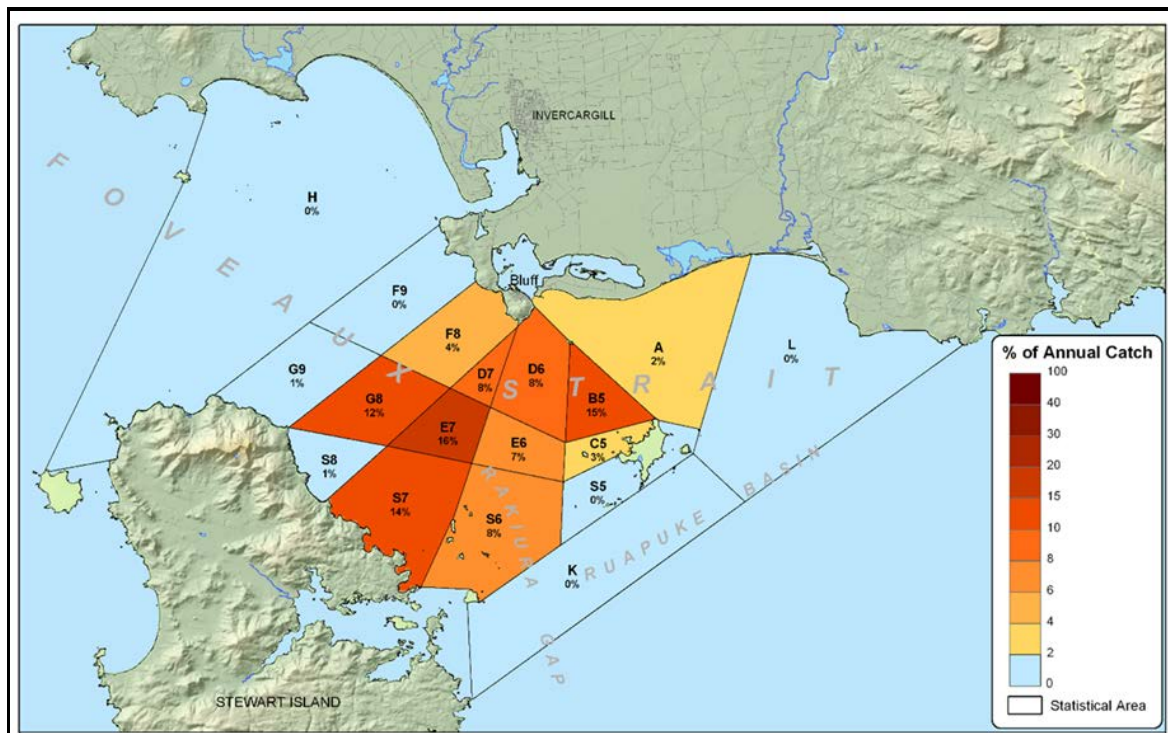 INVERCARGILL
H
0%
F O V E A U X S T R A I T
Bluff
F9
0%
F8
4%
A
2%
L
0%
G9
1%
D7
8%
D6
8%
G8
12%
B5
15%
E7
16%
E6
7%
C5
3%
S8
1%
S5
0%
S7
14%
S6
8%
K
0%
RAKIURA
GAP
RUAPUKE BASIN
STEWART ISLAND
% of Annual Catch
100
40
30
20
15
10
8
6
4
2
0
Statistical Area